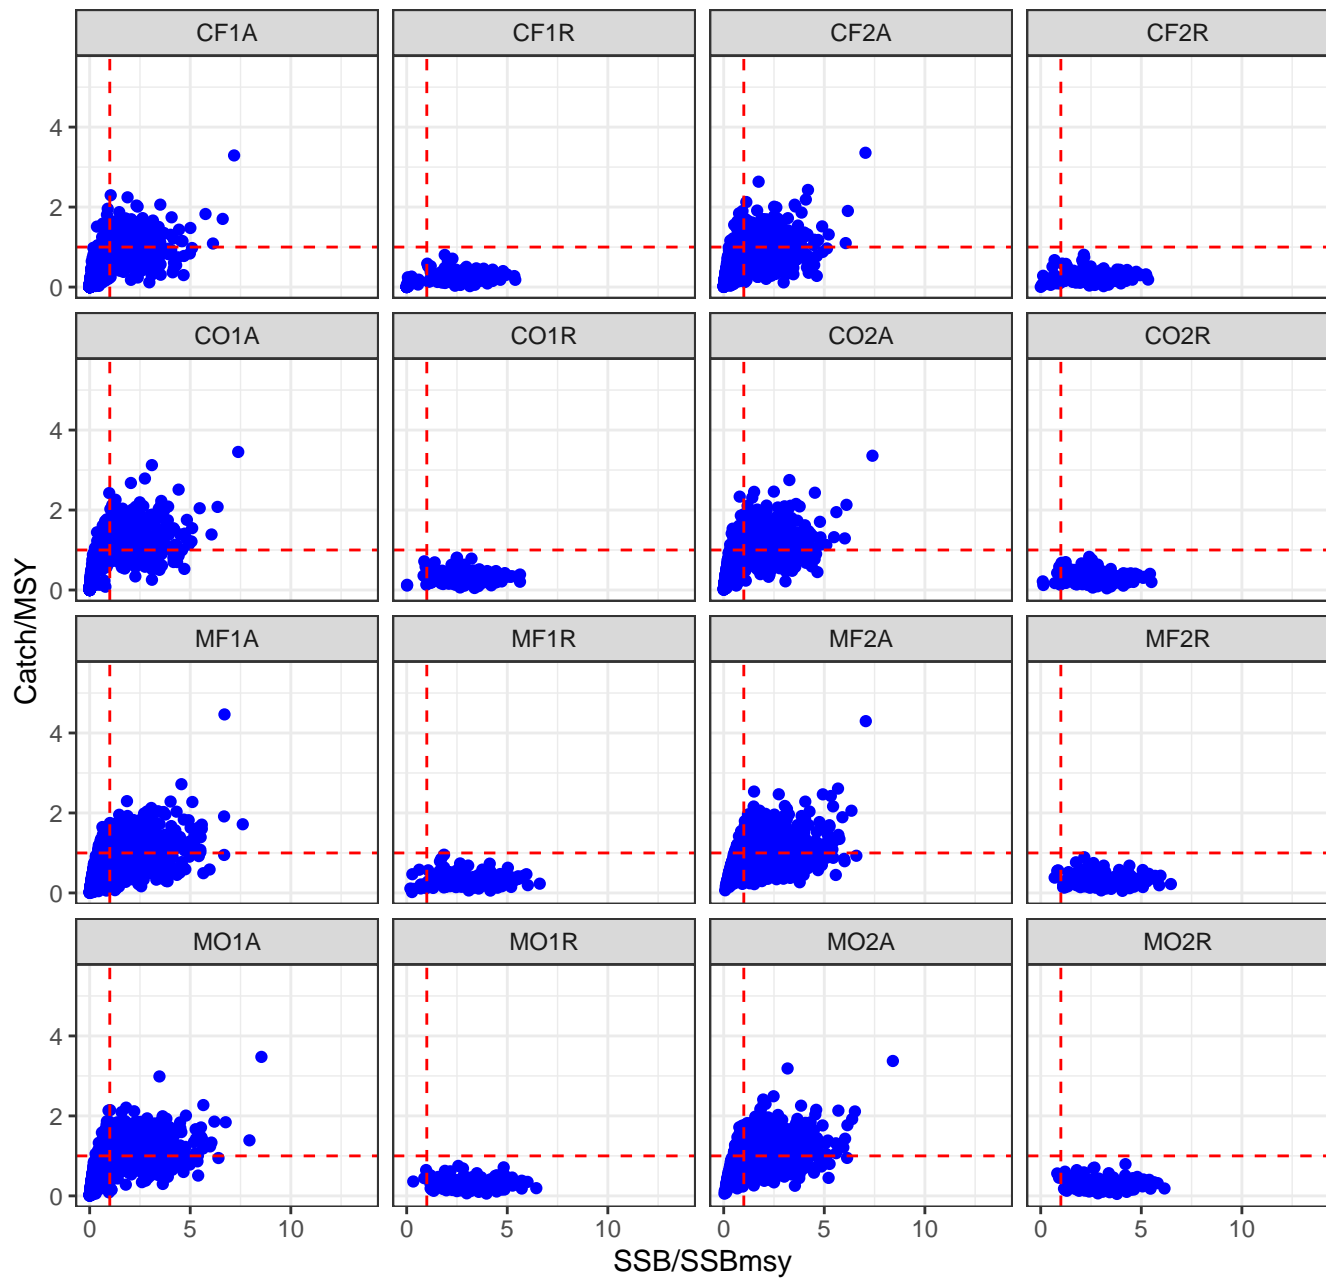 CF1A CF1R CF2A CF2R
4
2
0
CO1A CO1R CO2A CO2R
4
2
0
MF1A MF1R MF2A MF2R
4
2
0
MO1A MO1R MO2A MO2R
4
2
0
0 5 10 0 5 10 0 5 10 0 5 10
SSB/SSBmsy
Catch/MSY